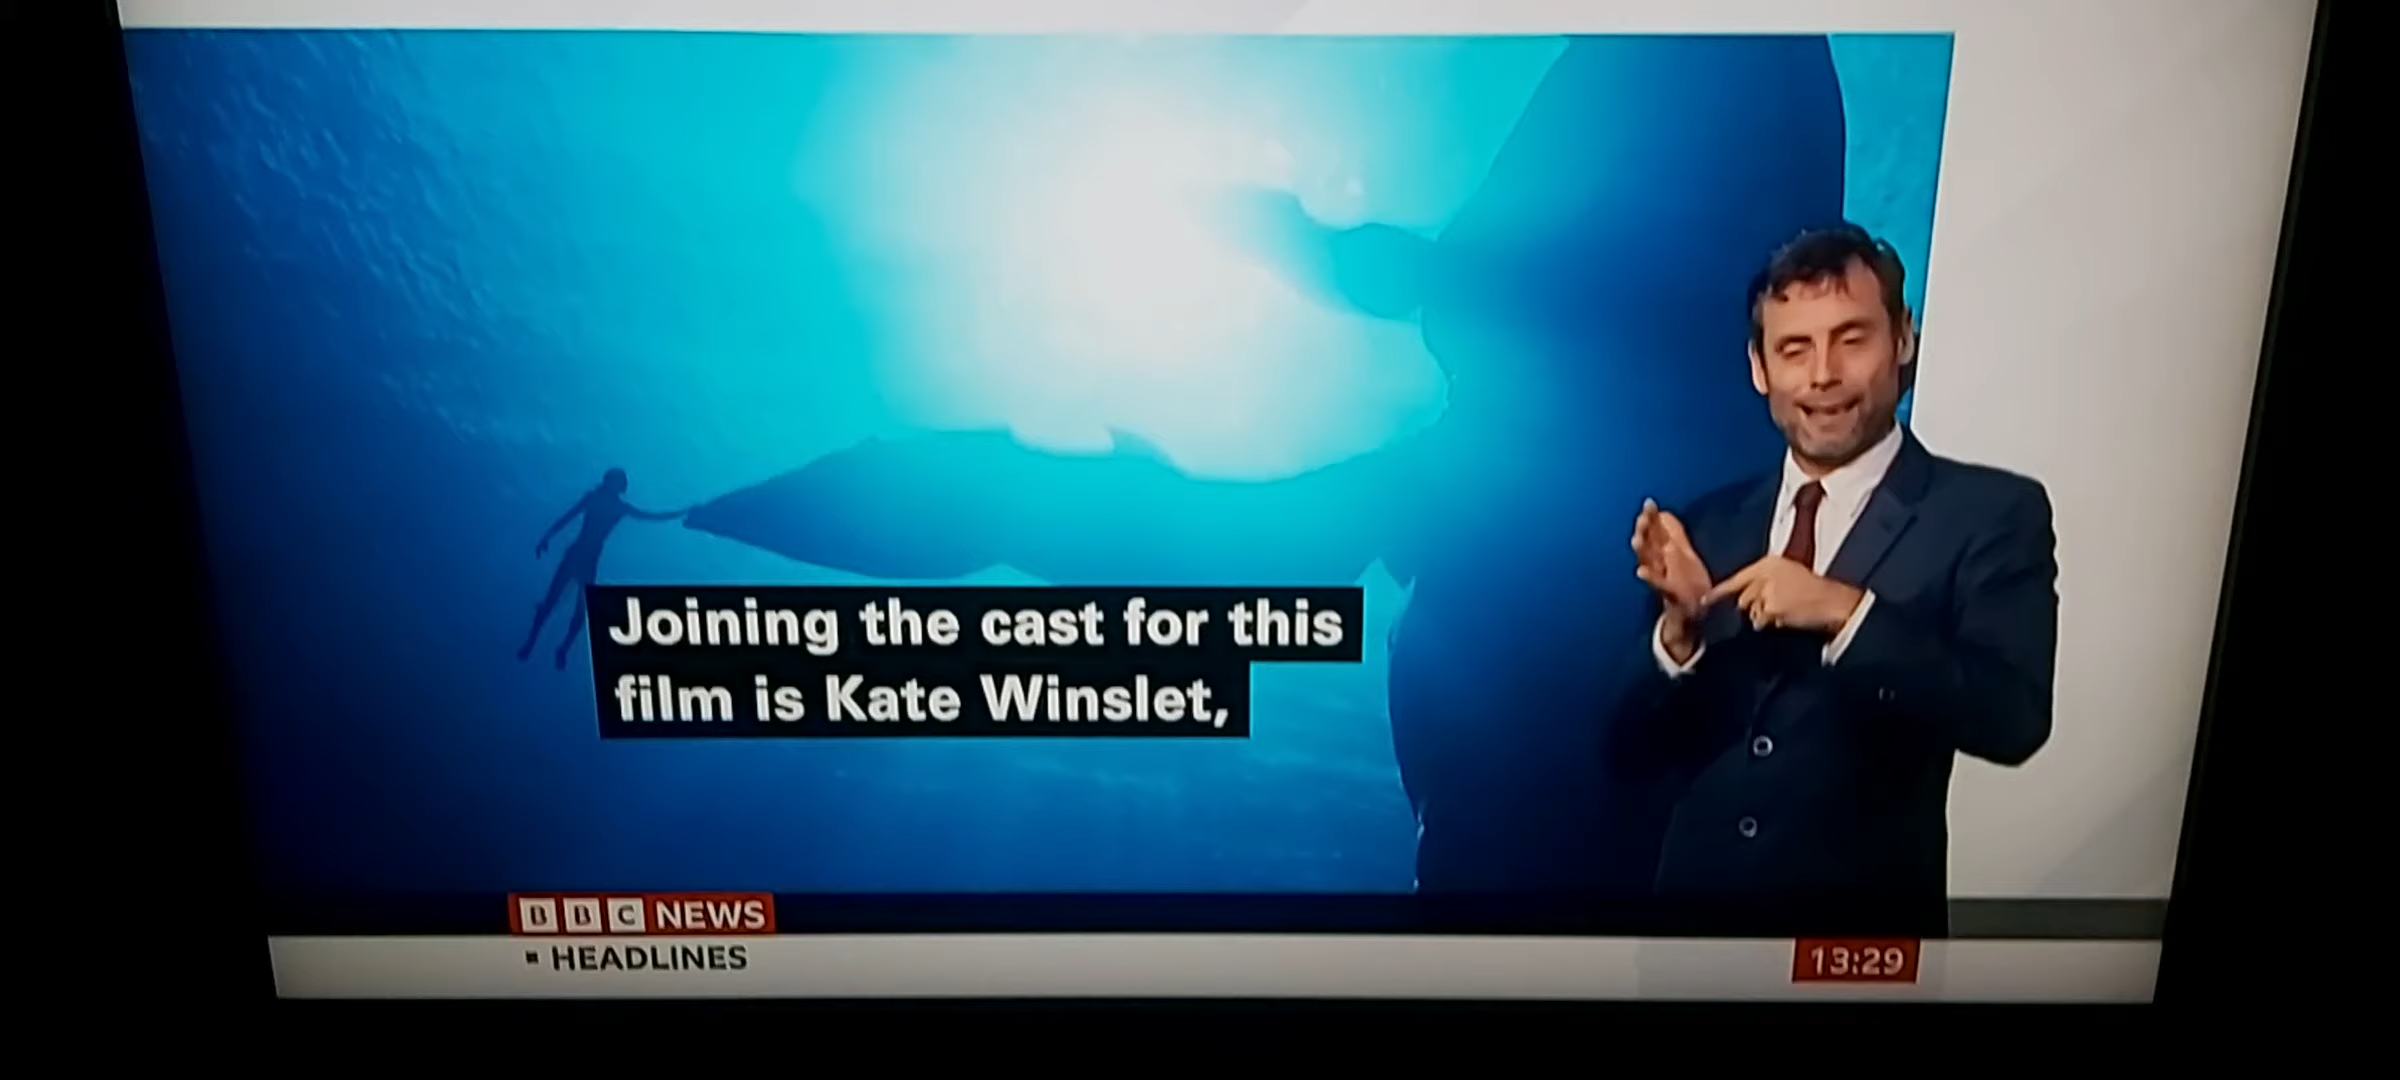 Joining the cast for this
film is Kate Winslet,
BBC NEWS
HEADLINES
13:29